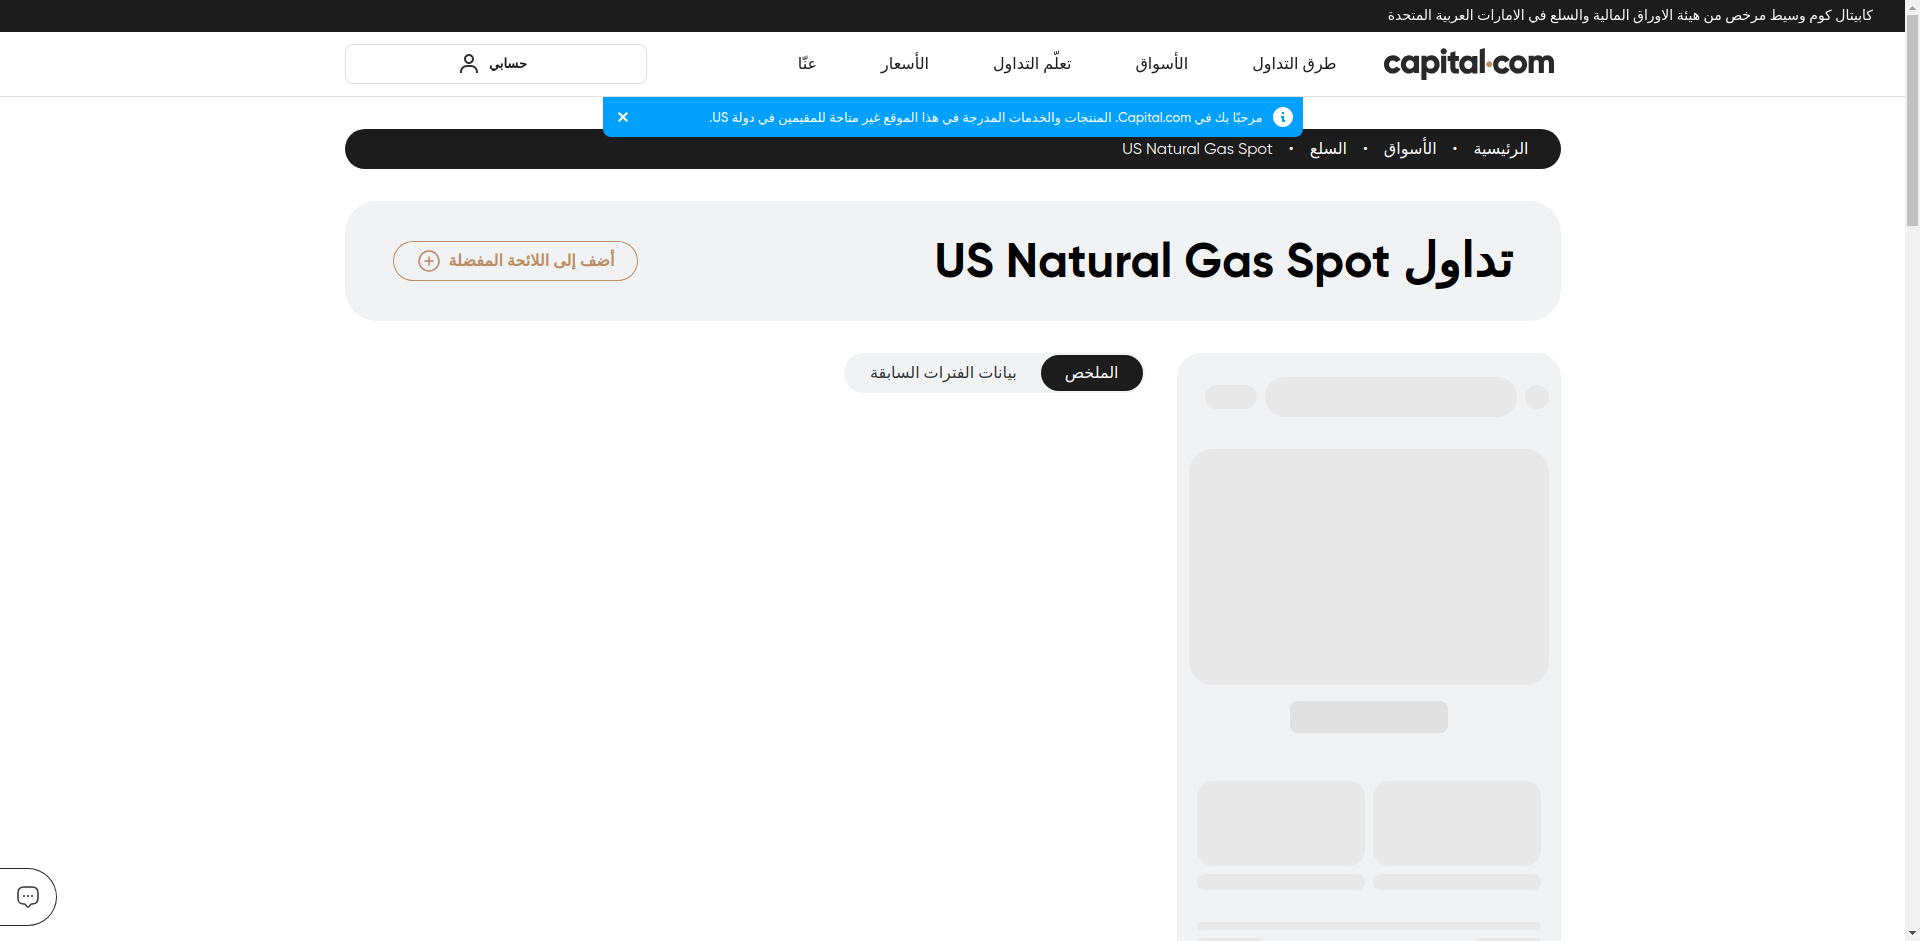 كابيتال كوم وسيط مرخص من هيئة الاوراق المالية والسلع في الامارات العربية المتحدة
capital.com
طرق التداول
الأسواق
تعلّم التداول
الأسعار
عنّا
حسابي
مرحبًا بك في Capital.com. المنتجات والخدمات المدرجة في هذا الموقع غير متاحة للمقيمين في دولة US.
الرئيسية • الأسواق • السلع • US Natural Gas Spot
تداول US Natural Gas Spot
أضف إلى اللائحة المفضلة
الملخص
بيانات الفترات السابقة